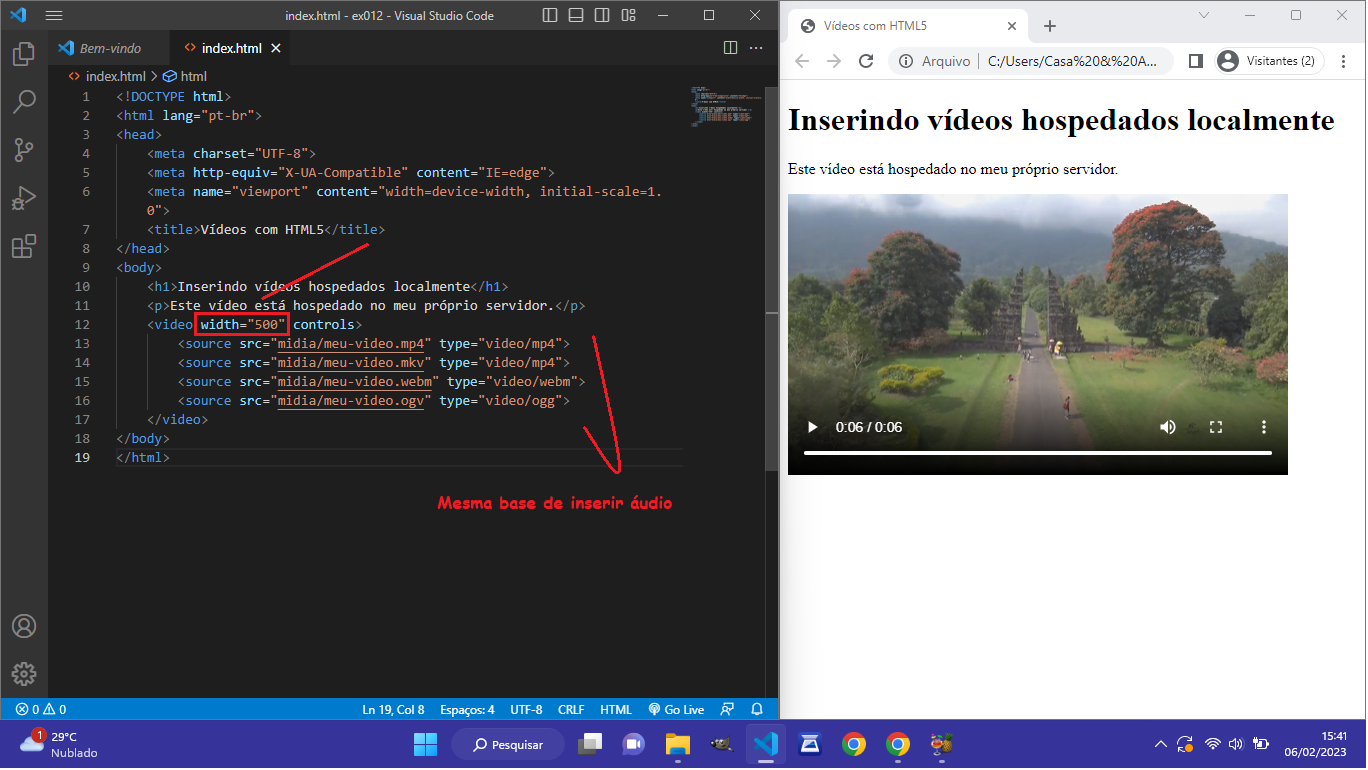 index.html - ex012 - Visual Studio Code
Bem-vindo
index.html
index.html > html
1 <!DOCTYPE html>
2 <html lang="pt-br">
3 <head>
4 <meta charset="UTF-8">
5 <meta http-equiv="X-UA-Compatible" content="IE=edge">
6 <meta name="viewport" content="width=device-width, initial-scale=1.
0">
7 <title>Vídeos com HTML5</title>
8 </head>
9 <body>
10 <h1>Inserindo vídeos hospedados localmente</h1>
11 <p>Este vídeo está hospedado no meu próprio servidor.</p>
12 <video width="500" controls>
13 <source src="midia/meu-video.mp4" type="video/mp4">
14 <source src="midia/meu-video.mkv" type="video/mp4">
15 <source src="midia/meu-video.webm" type="video/webm">
16 <source src="midia/meu-video.ogv" type="video/ogg">
17 </video>
18 </body>
19 </html>
Mesma base de inserir áudio
0 0 Ln 19, Col 8 Espaços: 4 UTF-8 CRLF HTML Go Live
Vídeos com HTML5
Arquivo C:/Users/Casa%20&%20A... Visitantes (2)
Inserindo vídeos hospedados localmente
Este vídeo está hospedado no meu próprio servidor.
0:06 / 0:06
1
29°C
Nublado
Pesquisar
15:41
06/02/2023